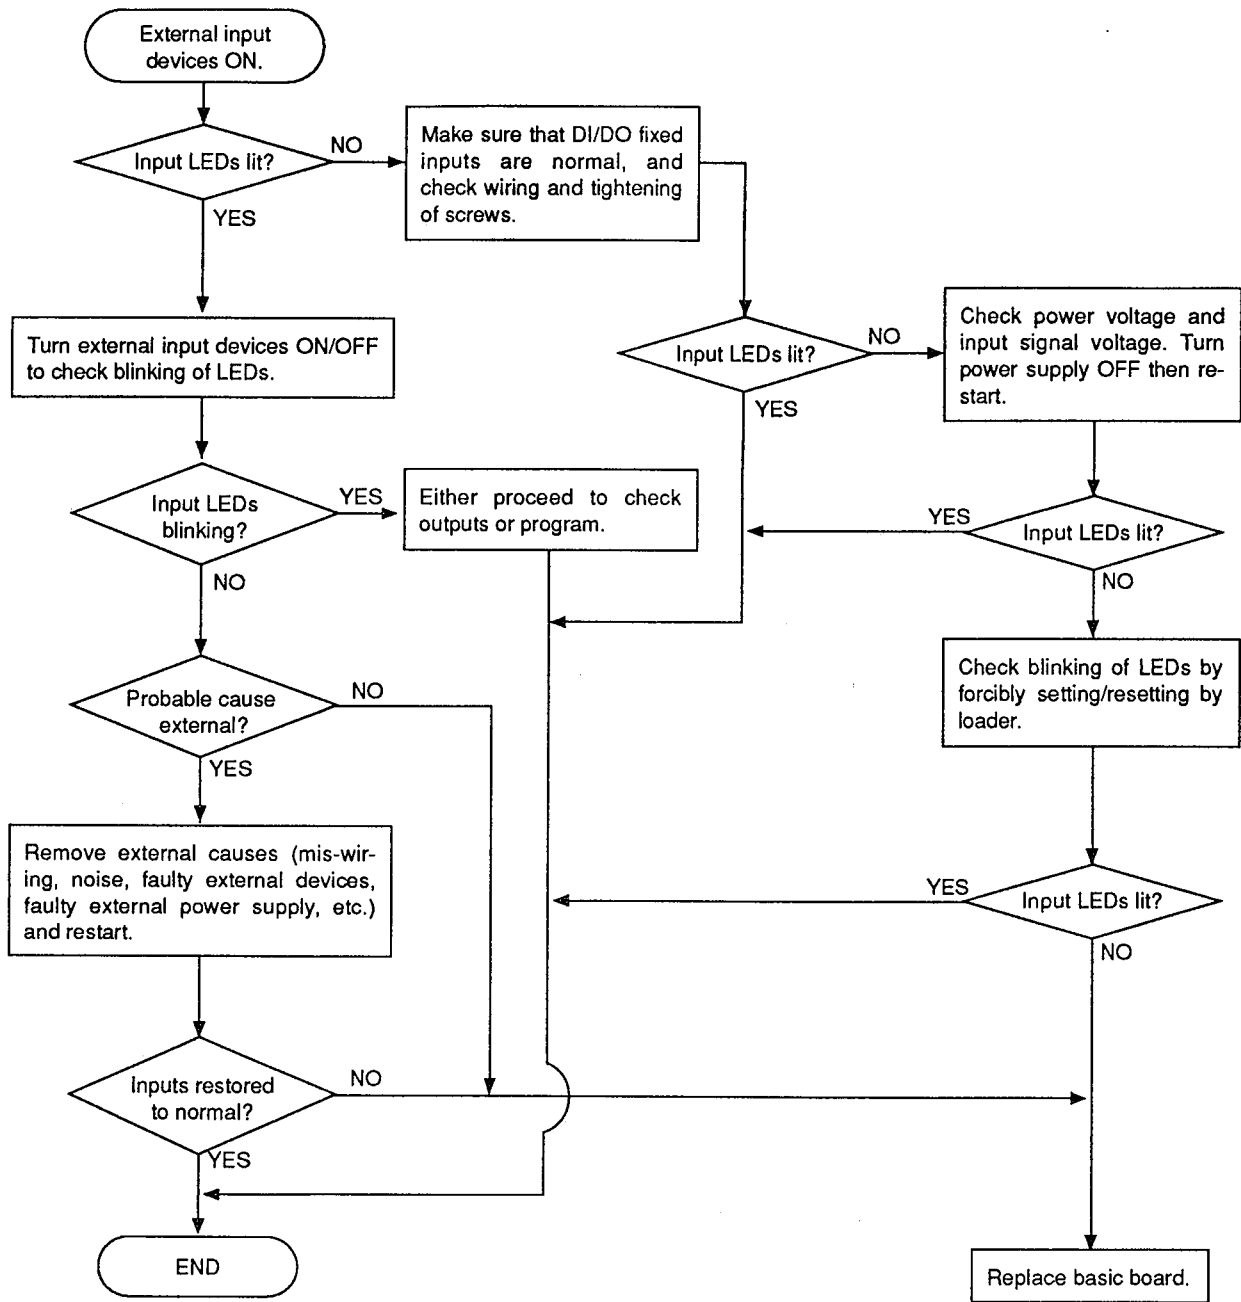 External input
devices ON.
Input LEDs lit?
NO
YES
Make sure that DI/DO fixed
inputs are normal, and
check wiring and tightening
of screws.
Turn external input devices ON/OFF
to check blinking of LEDs.
Input LEDs lit?
NO
YES
Check power voltage and
input signal voltage. Turn
power supply OFF then re-
start.
Input LEDs
blinking?
YES
NO
Either proceed to check
outputs or program.
YES
Input LEDs lit?
NO
Probable cause
external?
NO
YES
Check blinking of LEDs by
forcibly setting/resetting by
loader.
Remove external causes (mis-wir-
ing, noise, faulty external devices,
faulty external power supply, etc.)
and restart.
YES
Input LEDs lit?
NO
Inputs restored
to normal?
NO
YES
END
Replace basic board.